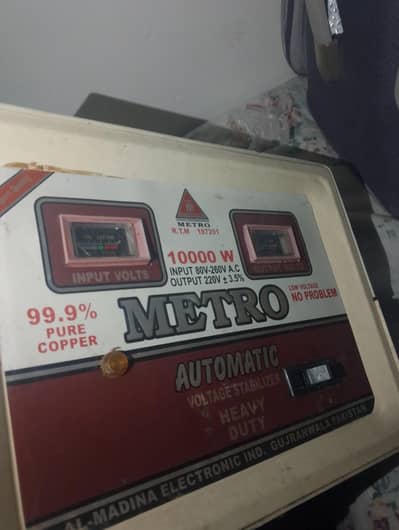 METRO
R.T.M 197201
10000 W
INPUT 80V-260V A.C
OUTPUT 220V ± 3.5%
INPUT VOLTS
LOW VOLTAGE
NO PROBLEM
99.9%
PURE
COPPER
METRO
AUTOMATIC
VOLTAGE STABILIZER
HEAVY
DUTY
AL-MADINA ELECTRONIC IND. GUJRANWALA PAKISTAN